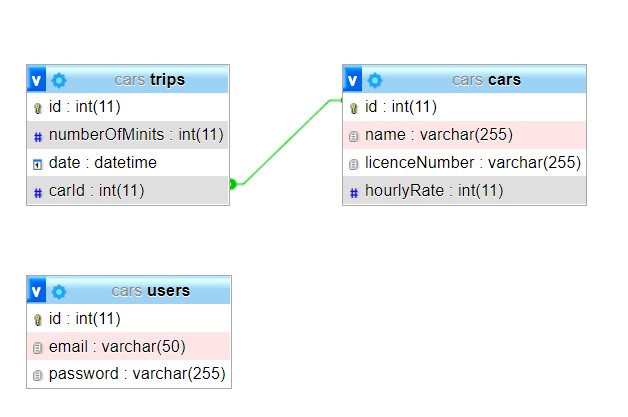 cars trips
id : int(11)
numberOfMinits : int(11)
date : datetime
carId : int(11)
cars cars
id : int(11)
name : varchar(255)
licenceNumber : varchar(255)
hourlyRate : int(11)
cars users
id : int(11)
email : varchar(50)
password : varchar(255)